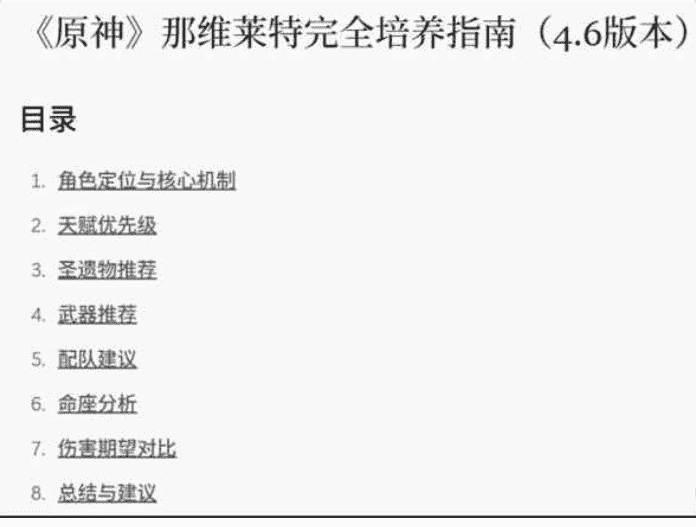 《原神》那维莱特完全培养指南（4.6版本）
目录
1. 角色定位与核心机制
2. 天赋优先级
3. 圣遗物推荐
4. 武器推荐
5. 配队建议
6. 命座分析
7. 伤害期望对比
8. 总结与建议